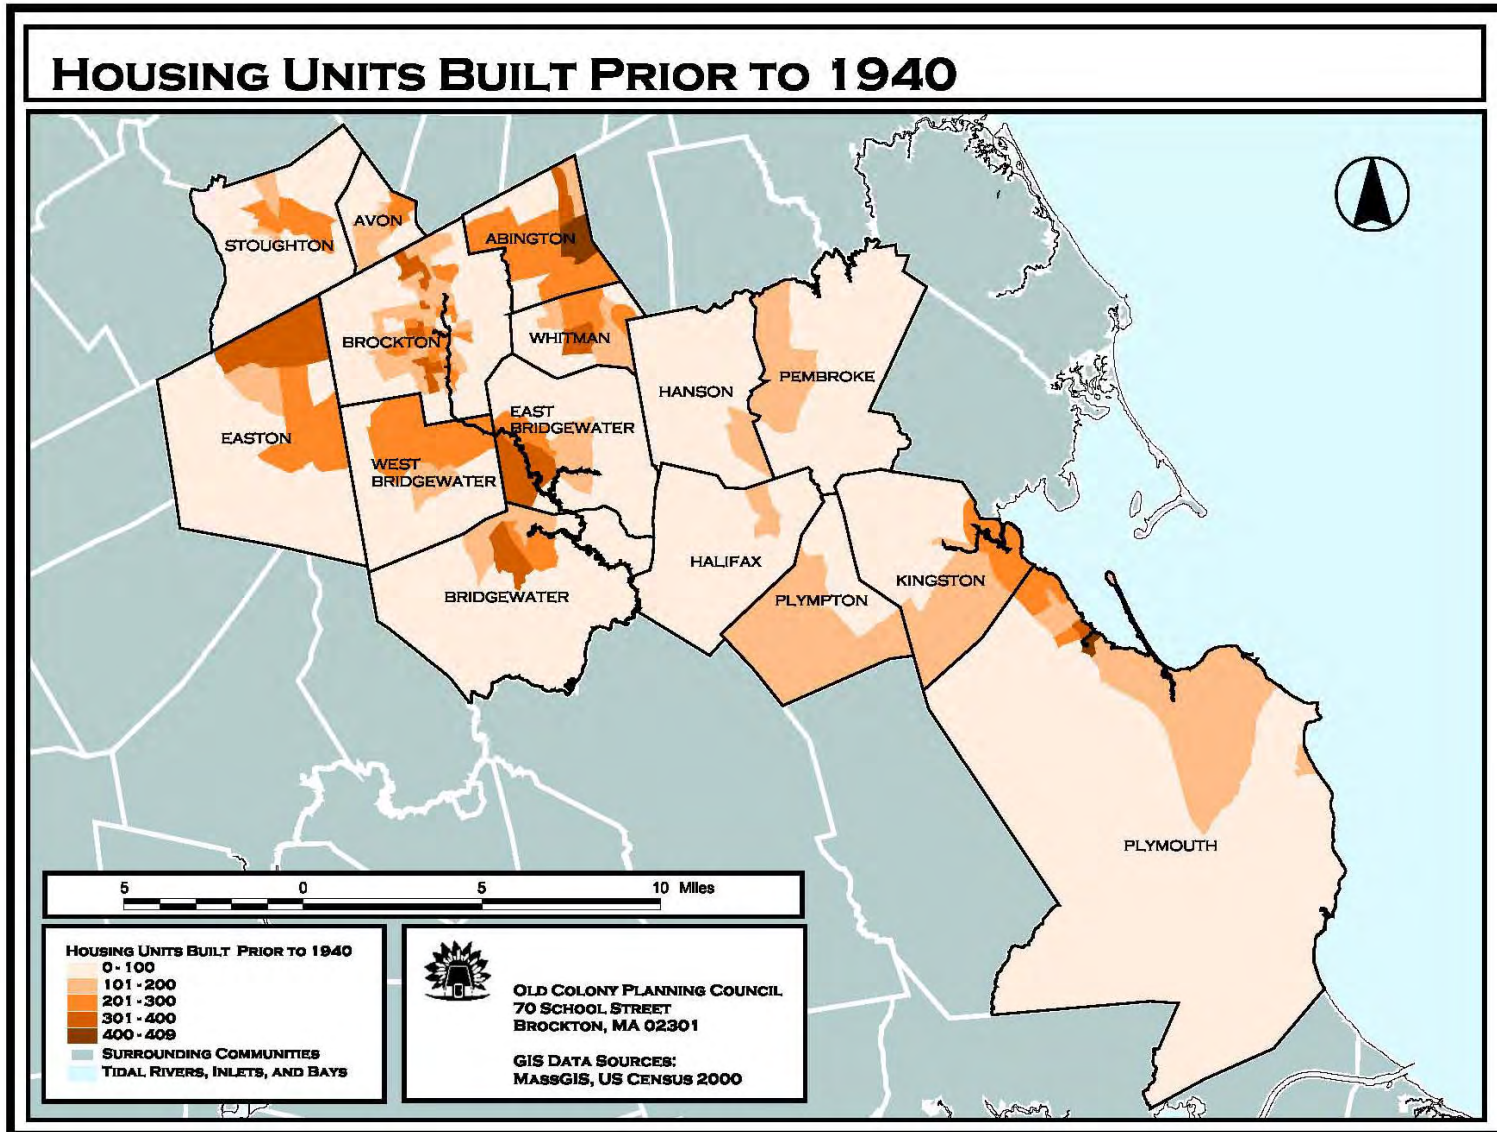 HOUSING UNITS BUILT PRIOR TO 1940
STOUGHTON
AVON
ABINGTON
BROCKTON
WHITMAN
HANSON
PEMBROKE
EASTON
EAST
BRIDGEWATER
WEST
BRIDGEWATER
BRIDGEWATER
HALIFAX
PLYMPTON
KINGSTON
PLYMOUTH
5 0 5 10 Miles
HOUSING UNITS BUILT PRIOR TO 1940
0 - 100
101 - 200
201 - 300
301 - 400
400 - 409
SURROUNDING COMMUNITIES
TIDAL RIVERS, INLETS, AND BAYS
OLD COLONY PLANNING COUNCIL
70 SCHOOL STREET
BROCKTON, MA 02301
GIS DATA SOURCES:
MASSGIS, US CENSUS 2000